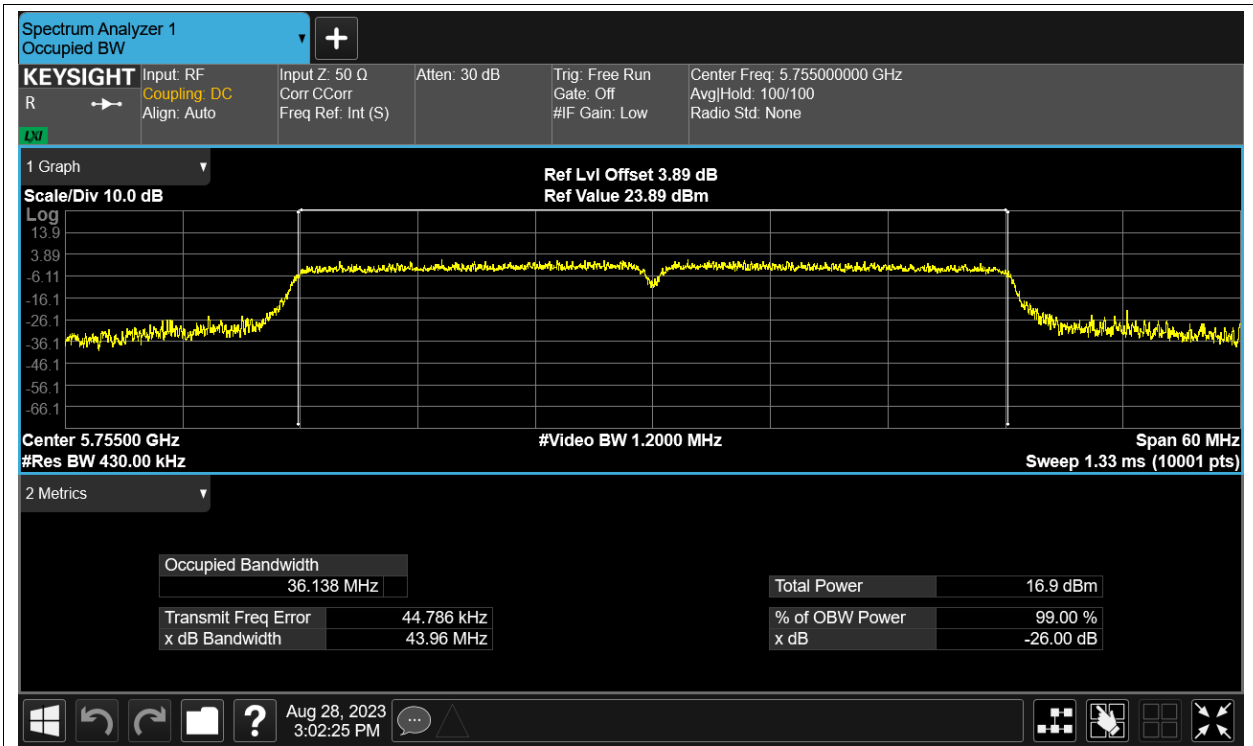 Spectrum Analyzer 1
Occupied BW
KEYSIGHT
R
LXI
Input: RF
Coupling: DC
Align: Auto
Input Z: 50 Ω
Corr CCorr
Freq Ref: Int (S)
Atten: 30 dB
Trig: Free Run
Gate: Off
#IF Gain: Low
Center Freq: 5.755000000 GHz
Avg|Hold: 100/100
Radio Std: None
1 Graph
Scale/Div 10.0 dB
Ref Lvl Offset 3.89 dB
Ref Value 23.89 dBm
Log
13.9
3.89
-6.11
-16.1
-26.1
-36.1
-46.1
-56.1
-66.1
Center 5.75500 GHz
#Video BW 1.2000 MHz
Span 60 MHz
#Res BW 430.00 kHz
Sweep 1.33 ms (10001 pts)
2 Metrics
Occupied Bandwidth
36.138 MHz
Transmit Freq Error 44.786 kHz
x dB Bandwidth 43.96 MHz
Total Power 16.9 dBm
% of OBW Power 99.00 %
x dB -26.00 dB
?
Aug 28, 2023
3:02:25 PM